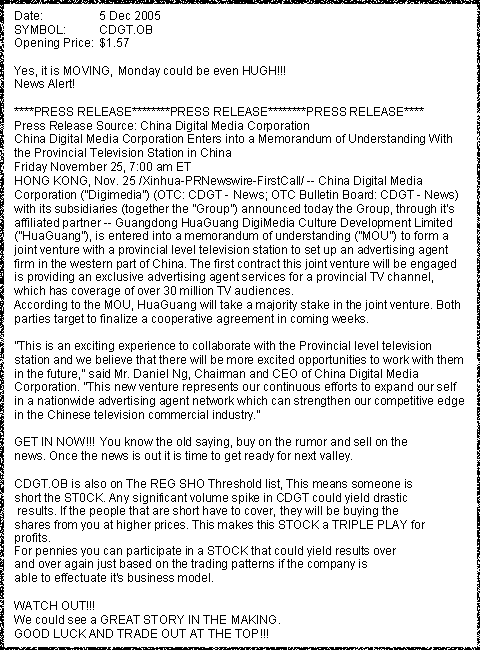 Date: 5 Dec 2005
SYMBOL: CDGT.OB
Opening Price: $1.57
Yes, it is MOVING, Monday could be even HUGH!!!
News Alert!
****PRESS RELEASE********PRESS RELEASE********PRESS RELEASE****
Press Release Source: China Digital Media Corporation
China Digital Media Corporation Enters into a Memorandum of Understanding With
the Provincial Television Station in China
Friday November 25, 7:00 am ET
HONG KONG, Nov. 25 /Xinhua-PRNewswire-FirstCall/ -- China Digital Media
Corporation ("Digimedia") (OTC: CDGT - News; OTC Bulletin Board: CDGT - News)
with its subsidiaries (together the "Group") announced today the Group, through it's
affiliated partner -- Guangdong HuaGuang DigiMedia Culture Development Limited
("HuaGuang"), is entered into a memorandum of understanding ("MOU") to form a
joint venture with a provincial level television station to set up an advertising agent
firm in the western part of China. The first contract this joint venture will be engaged
is providing an exclusive advertising agent services for a provincial TV channel,
which has coverage of over 30 million TV audiences.
According to the MOU, HuaGuang will take a majority stake in the joint venture. Both
parties target to finalize a cooperative agreement in coming weeks.
"This is an exciting experience to collaborate with the Provincial level television
station and we believe that there will be more excited opportunities to work with them
in the future," said Mr. Daniel Ng, Chairman and CEO of China Digital Media
Corporation. "This new venture represents our continuous efforts to expand our self
in a nationwide advertising agent network which can strengthen our competitive edge
in the Chinese television commercial industry."
GET IN NOW!!! You know the old saying, buy on the rumor and sell on the
news. Once the news is out it is time to get ready for next valley.
CDGT.OB is also on The REG SHO Threshold list, This means someone is
short the ST0CK. Any significant volume spike in CDGT could yield drastic
results. If the people that are short have to cover, they will be buying the
shares from you at higher prices. This makes this STOCK a TRIPLE PLAY for
profits.
For pennies you can participate in a STOCK that could yield results over
and over again just based on the trading patterns if the company is
able to effectuate it's business model.
WATCH OUT!!!
We could see a GREAT STORY IN THE MAKING.
GOOD LUCK AND TRADE OUT AT THE TOP!!!